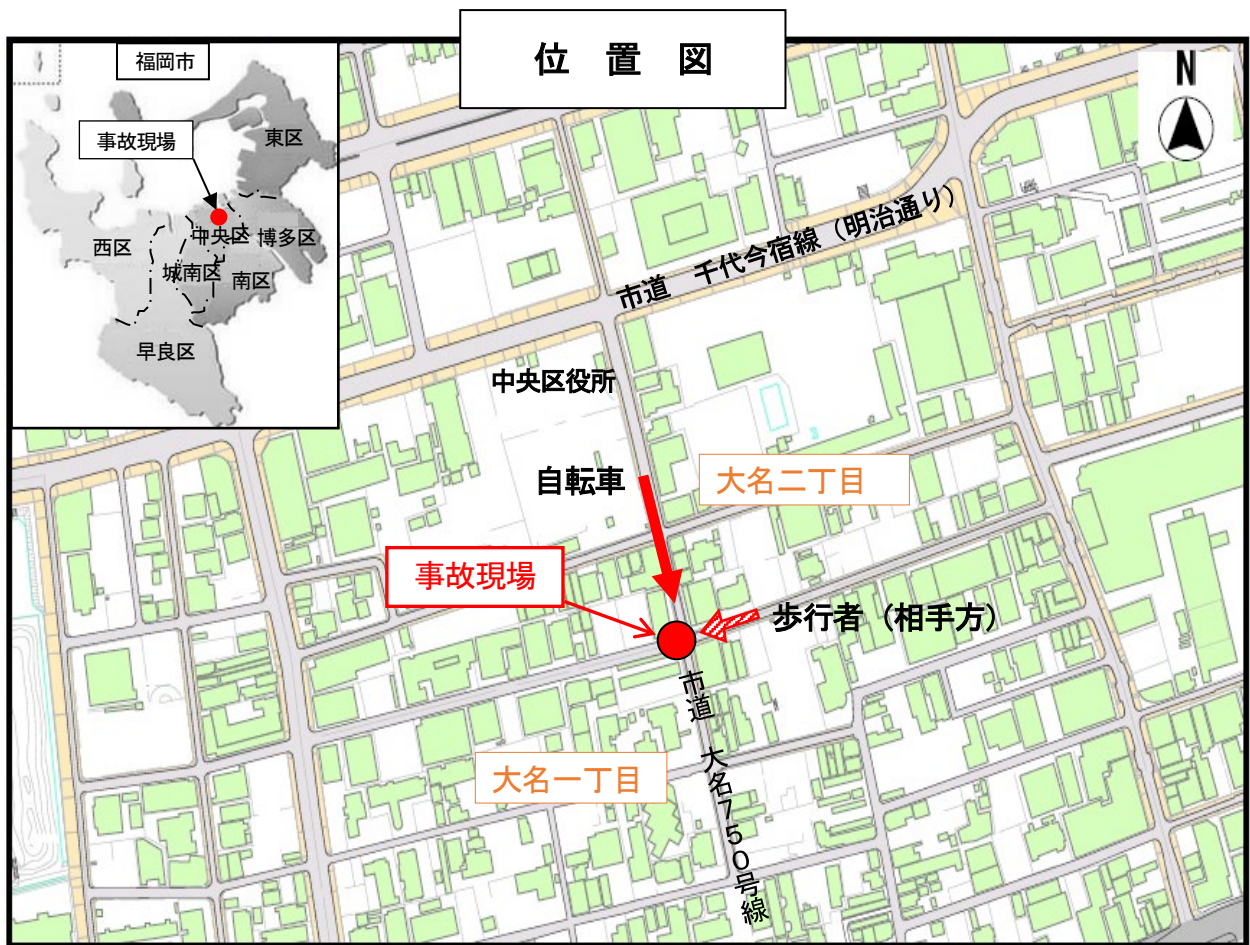 位 置 図
福岡市
事故現場
東区
西区
中央区
博多区
城南区
南区
早良区
N
市道 千代今宿線（明治通り）
中央区役所
自転車
大名二丁目
事故現場
歩行者（相手方）
市道 大名７５０号線
大名一丁目